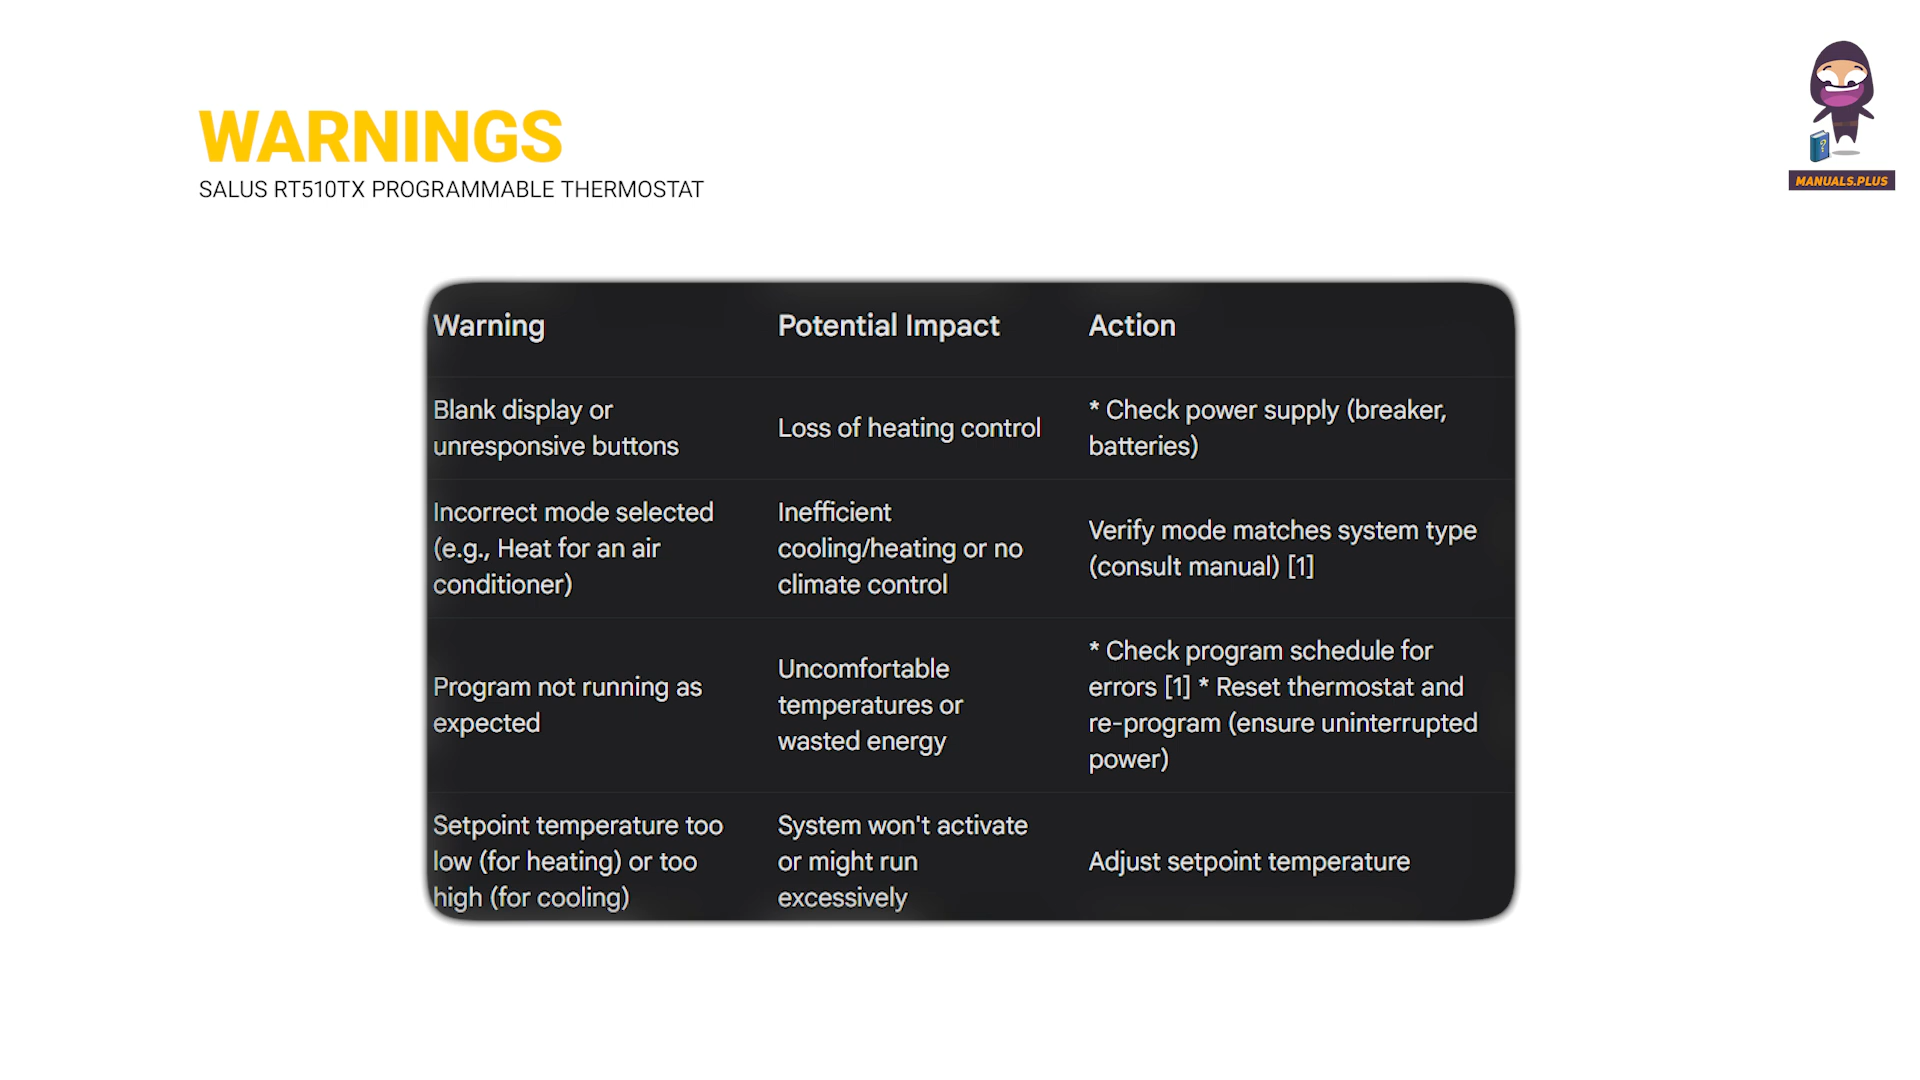 WARNINGS
SALUS RT510TX PROGRAMMABLE THERMOSTAT
?
MANUALS.PLUS
Warning
Potential Impact
Action
Blank display or
unresponsive buttons
Loss of heating control
* Check power supply (breaker,
batteries)
Incorrect mode selected
(e.g., Heat for an air
conditioner)
Inefficient
cooling/heating or no
climate control
Verify mode matches system type
(consult manual) [1]
Program not running as
expected
Uncomfortable
temperatures or
wasted energy
* Check program schedule for
errors [1] * Reset thermostat and
re-program (ensure uninterrupted
power)
Setpoint temperature too
low (for heating) or too
high (for cooling)
System won't activate
or might run
excessively
Adjust setpoint temperature